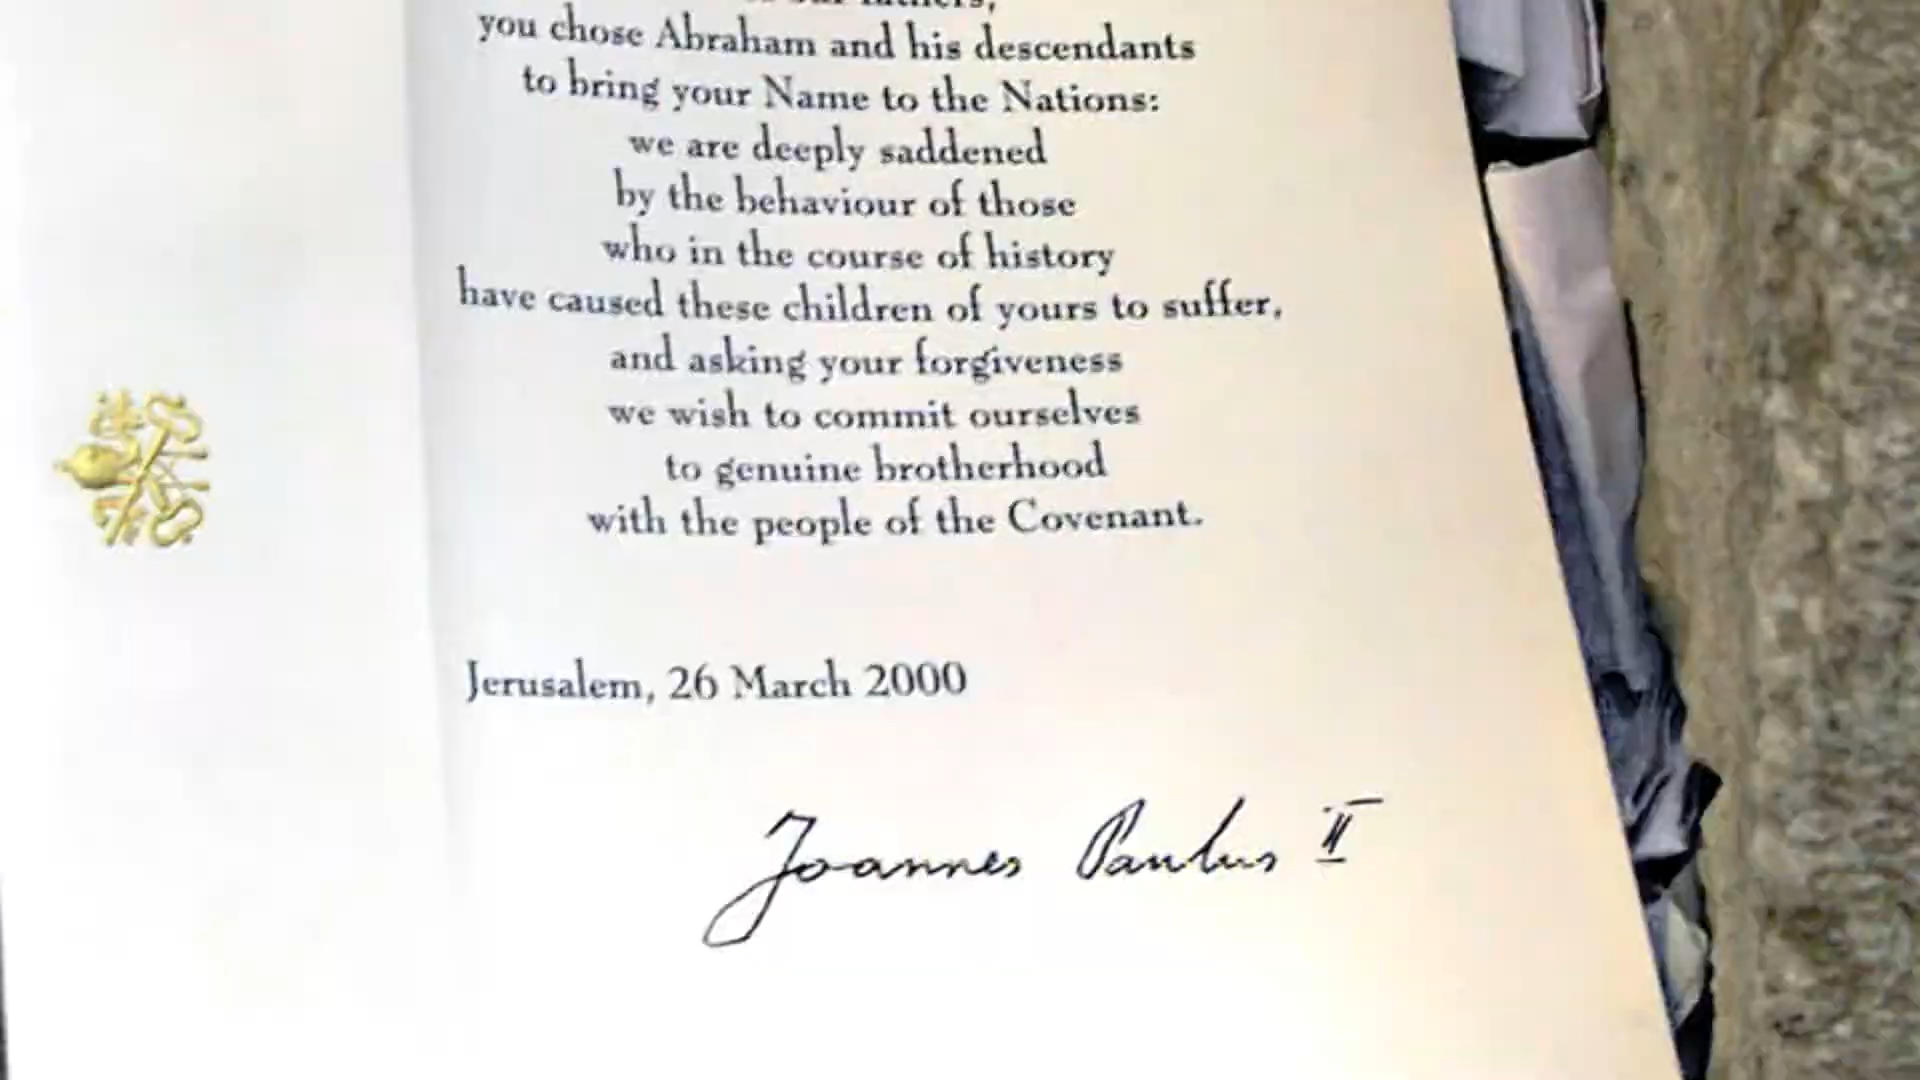 our fathers,
you chose Abraham and his descendants
to bring your Name to the Nations:
we are deeply saddened
by the behaviour of those
who in the course of history
have caused these children of yours to suffer,
and asking your forgiveness
we wish to commit ourselves
to genuine brotherhood
with the people of the Covenant.
Jerusalem, 26 March 2000
Joannes Paulus II